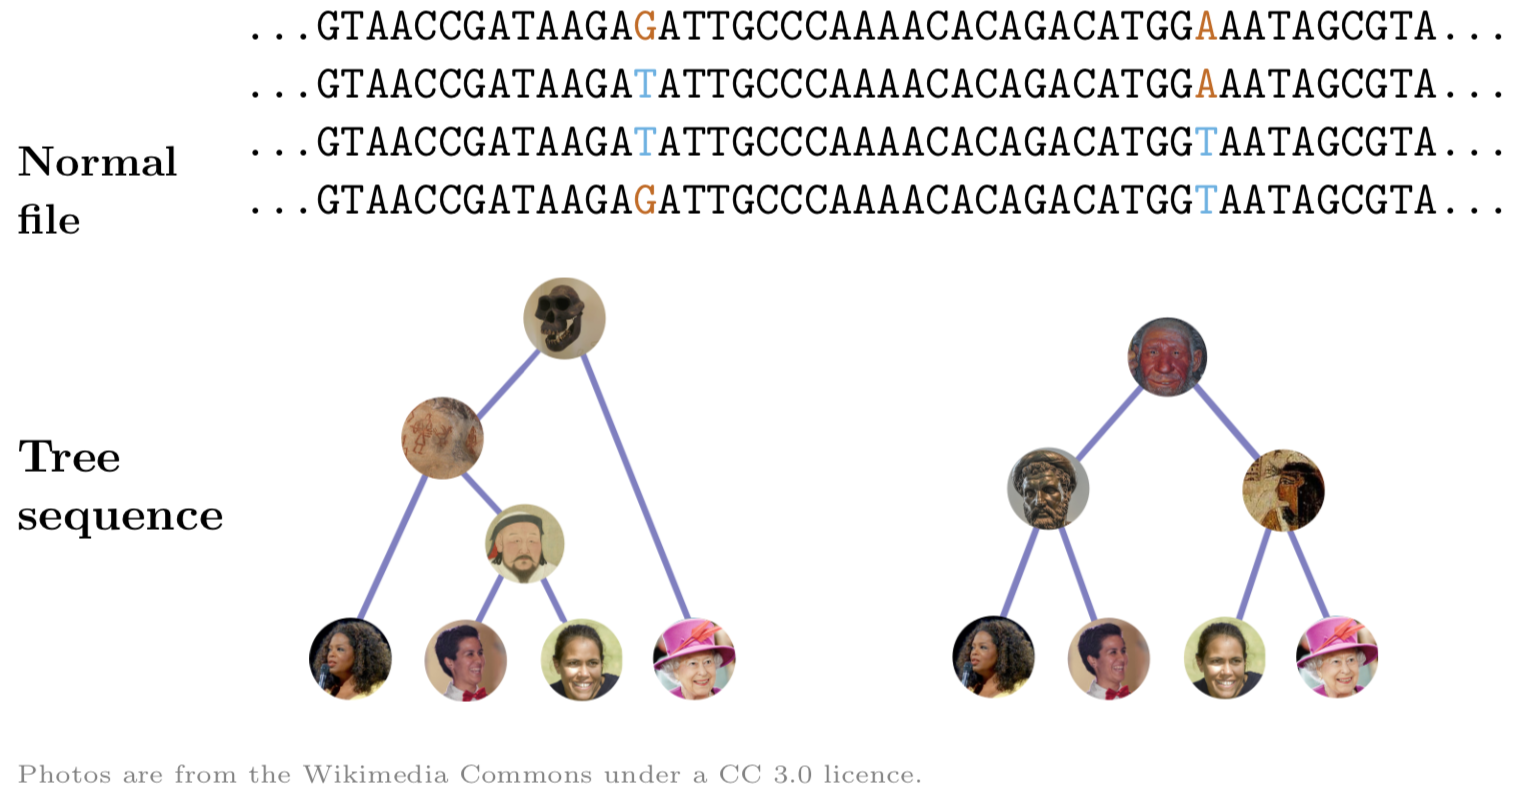 ...GTAACCGATAAGAGATTGCCCAAAACACAGACATGGAAATAGCGTA...
...GTAACCGATAAGATATTGCCCAAAACACAGACATGGAAATAGCGTA...
...GTAACCGATAAGATATTGCCCAAAACACAGACATGGTAATAGCGTA...
...GTAACCGATAAGAGATTGCCCAAAACACAGACATGGTAATAGCGTA...
Normal
file
Tree
sequence
Photos are from the Wikimedia Commons under a CC 3.0 licence.